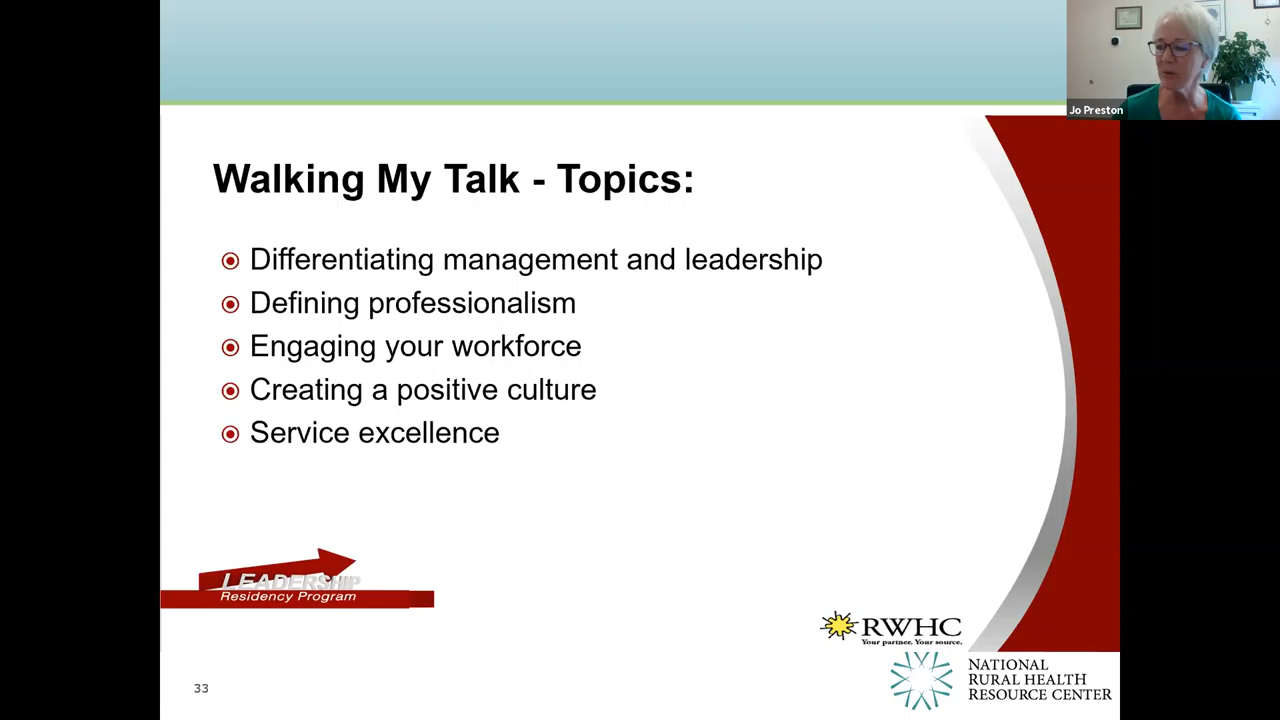 Jo Preston
Walking My Talk - Topics:
Differentiating management and leadership
Defining professionalism
Engaging your workforce
Creating a positive culture
Service excellence
LEADERSHIP
Residency Program
RWHC
Your partner. Your source.
NATIONAL
RURAL HEALTH
RESOURCE CENTER
33